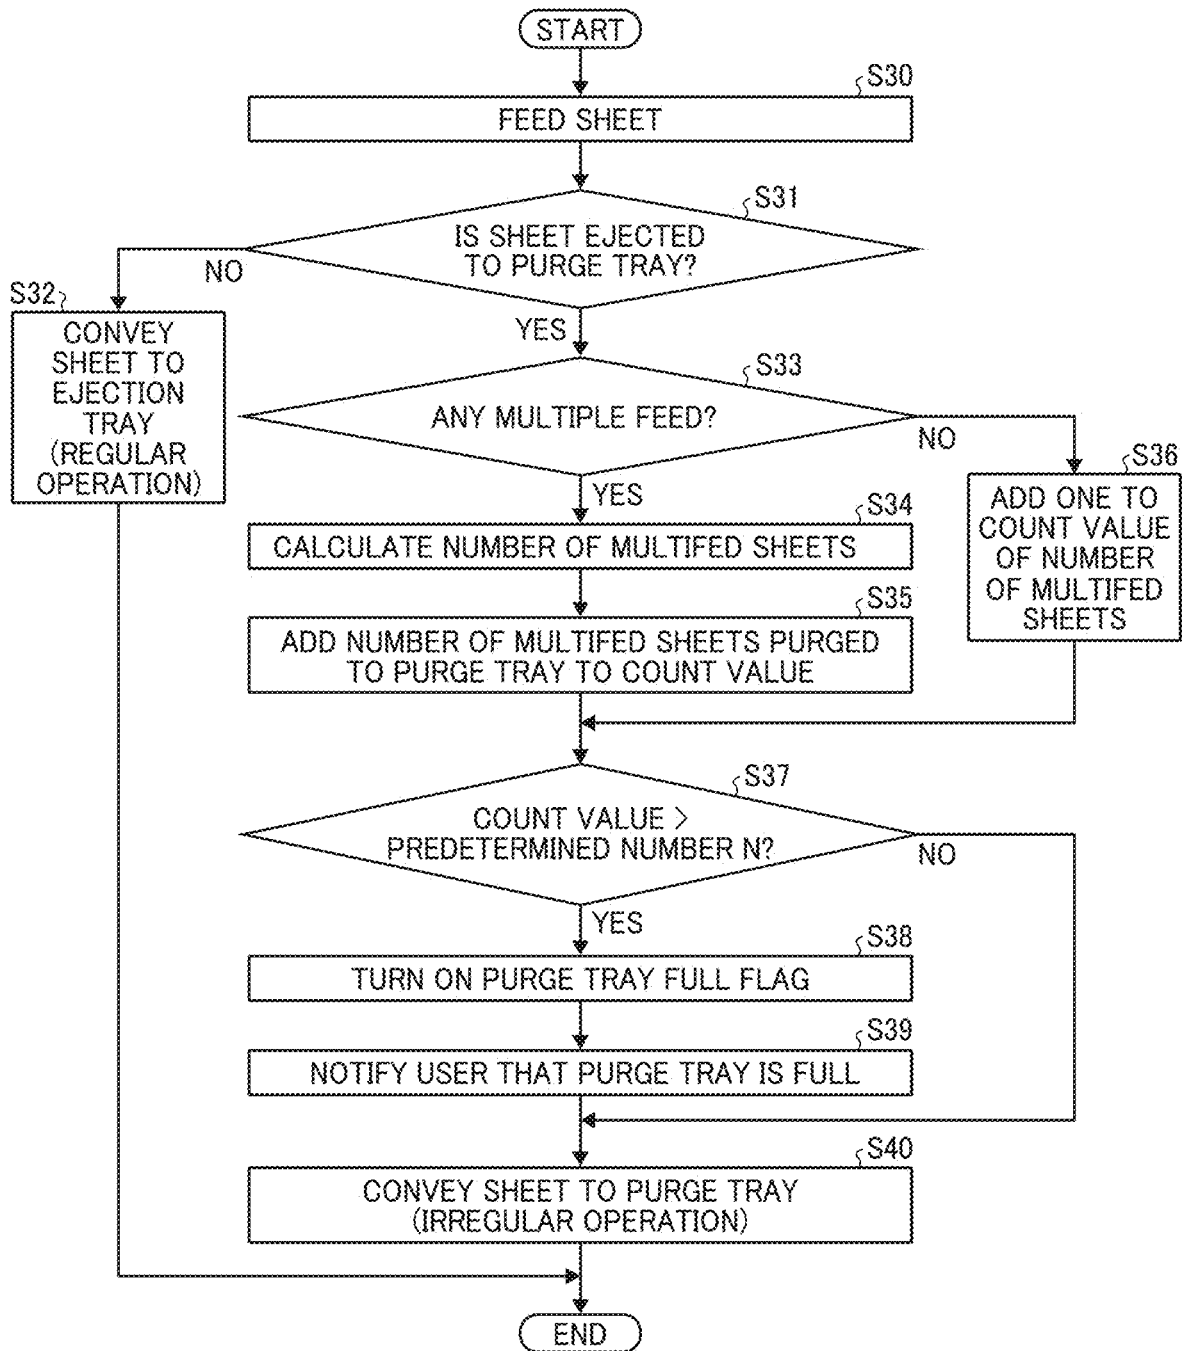 START
S30
FEED SHEET
S31
IS SHEET EJECTED
TO PURGE TRAY?
NO
YES
S32
CONVEY
SHEET TO
EJECTION
TRAY
(REGULAR
OPERATION)
S33
ANY MULTIPLE FEED?
NO
YES
S34
CALCULATE NUMBER OF MULTIFED SHEETS
S35
ADD NUMBER OF MULTIFED SHEETS PURGED
TO PURGE TRAY TO COUNT VALUE
S36
ADD ONE TO
COUNT VALUE
OF NUMBER
OF MULTIFED
SHEETS
S37
COUNT VALUE >
PREDETERMINED NUMBER N?
NO
YES
S38
TURN ON PURGE TRAY FULL FLAG
S39
NOTIFY USER THAT PURGE TRAY IS FULL
S40
CONVEY SHEET TO PURGE TRAY
(IRREGULAR OPERATION)
END